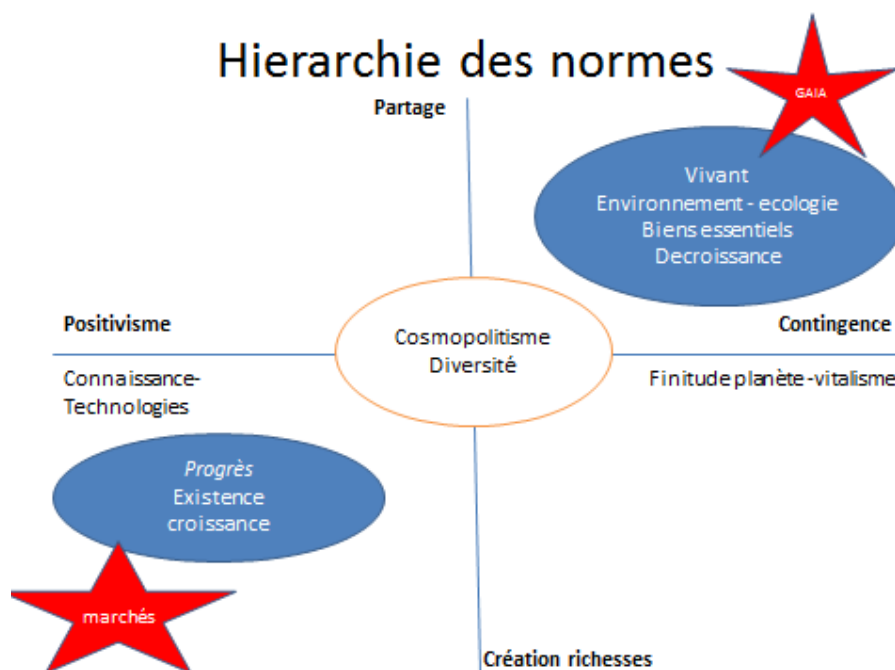 Hierarchie des normes
GAIA
Partage
Vivant
Environnement - ecologie
Biens essentiels
Decroissance
Positivisme
Contingence
Cosmopolitisme
Diversité
Connaissance-
Technologies
Finitude planète -vitalisme
Progrès
Existence
croissance
marchés
Création richesses